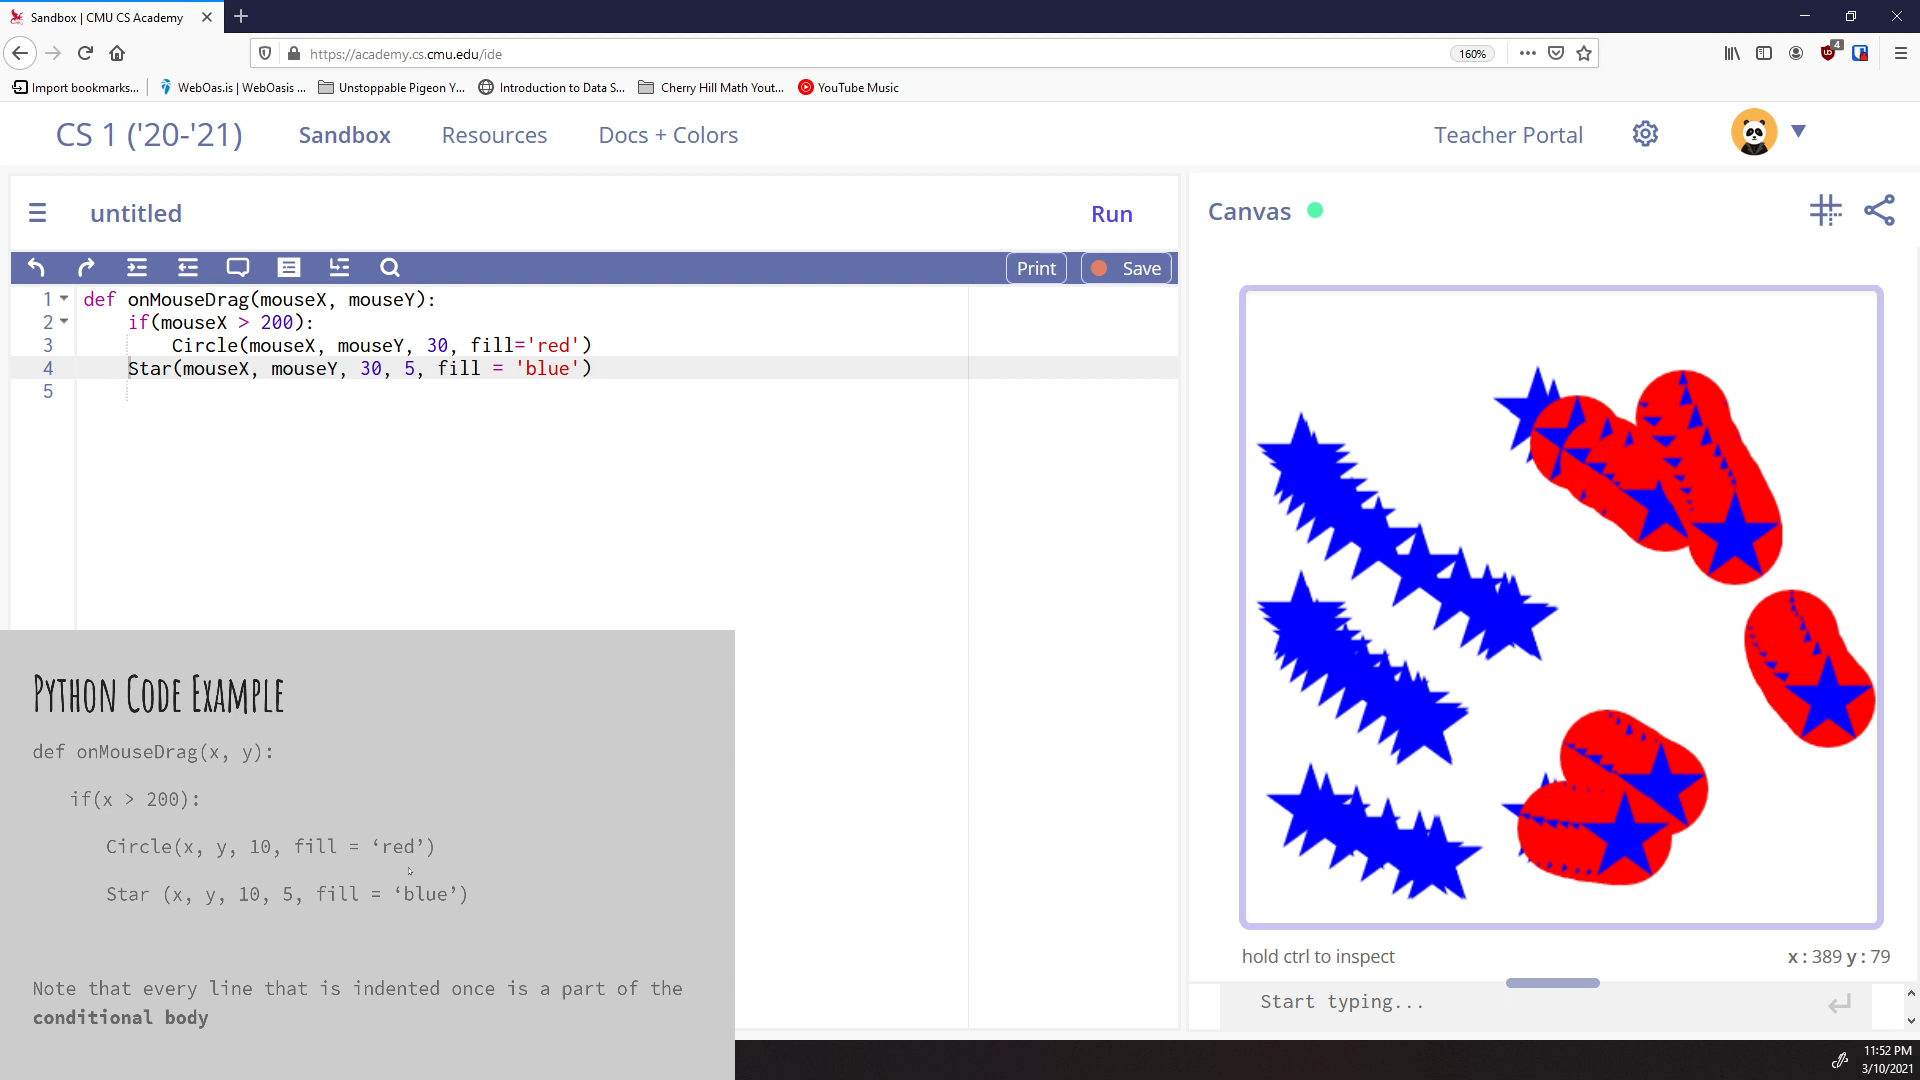 Sandbox | CMU CS Academy
https://academy.cs.cmu.edu/ide
160%
4
Import bookmarks...
WebOas.is | WebOasis ...
Unstoppable Pigeon Y...
Introduction to Data S...
Cherry Hill Math Yout...
YouTube Music
CS 1 ('20-'21)
Sandbox
Resources
Docs + Colors
Teacher Portal
untitled
Run
Print
Save
1 def onMouseDrag(mouseX, mouseY):
2 if(mouseX > 200):
3 Circle(mouseX, mouseY, 30, fill='red')
4 Star(mouseX, mouseY, 30, 5, fill = 'blue')
5
Canvas
hold ctrl to inspect
x : 389 y : 79
Start typing...
Python Code Example
def onMouseDrag(x, y):
if(x > 200):
Circle(x, y, 10, fill = ‘red’)
Star (x, y, 10, 5, fill = ‘blue’)
Note that every line that is indented once is a part of the
conditional body
11:52 PM
3/10/2021